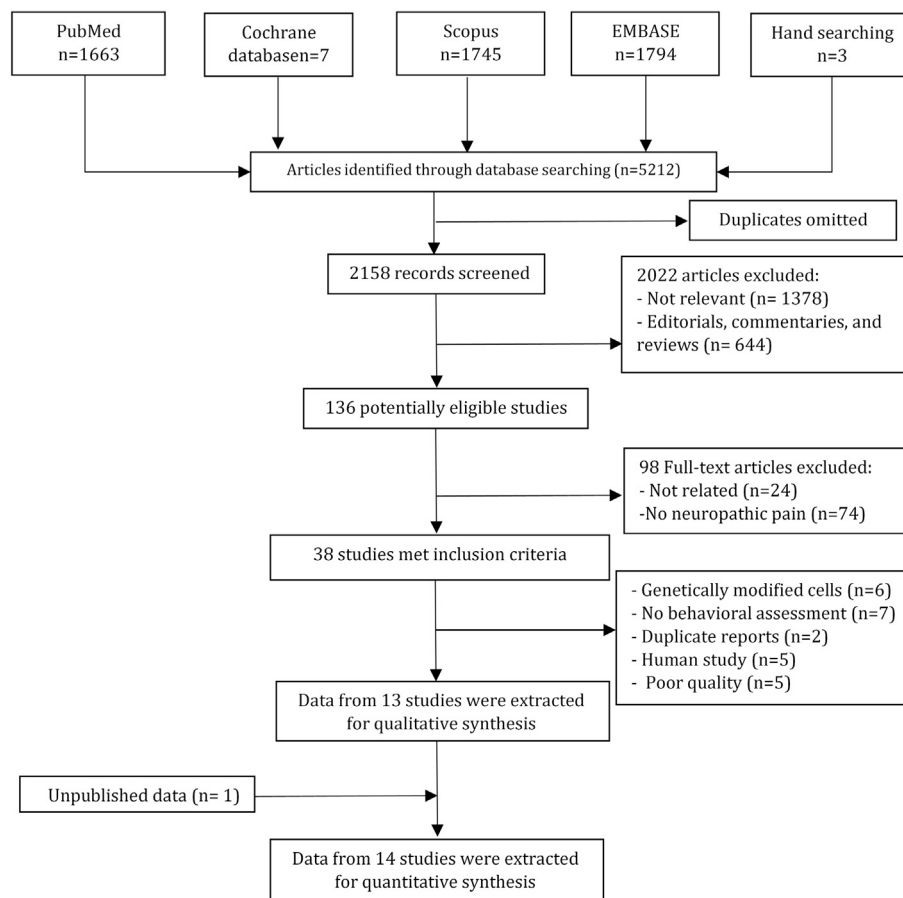 PubMed
n=1663
Cochrane
databasen=7
Scopus
n=1745
EMBASE
n=1794
Hand searching
n=3
Articles identified through database searching (n=5212)
Duplicates omitted
2158 records screened
2022 articles excluded:
- Not relevant (n= 1378)
- Editorials, commentaries, and
reviews (n= 644)
136 potentially eligible studies
98 Full-text articles excluded:
- Not related (n=24)
-No neuropathic pain (n=74)
38 studies met inclusion criteria
- Genetically modified cells (n=6)
- No behavioral assessment (n=7)
- Duplicate reports (n=2)
- Human study (n=5)
- Poor quality (n=5)
Data from 13 studies were extracted
for qualitative synthesis
Unpublished data (n= 1)
Data from 14 studies were extracted
for quantitative synthesis